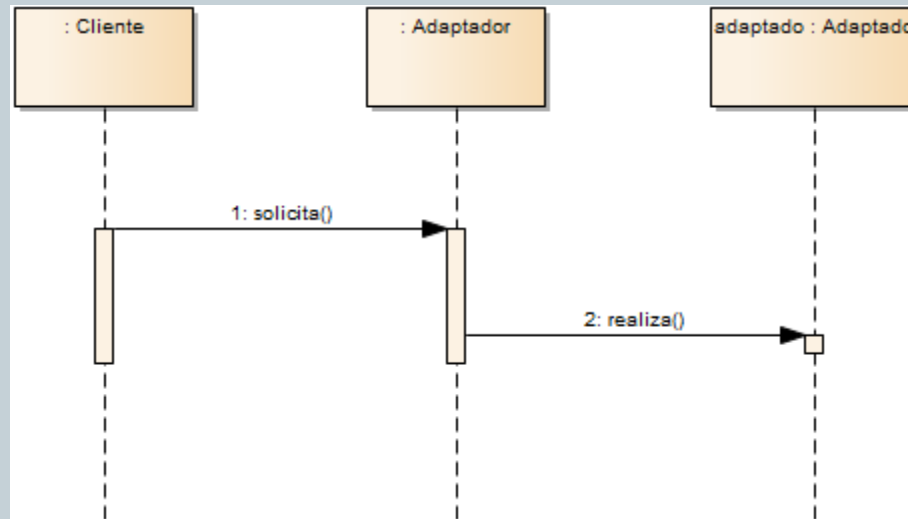 : Cliente
: Adaptador
adaptado : Adaptado
1: solicita()
2: realiza()